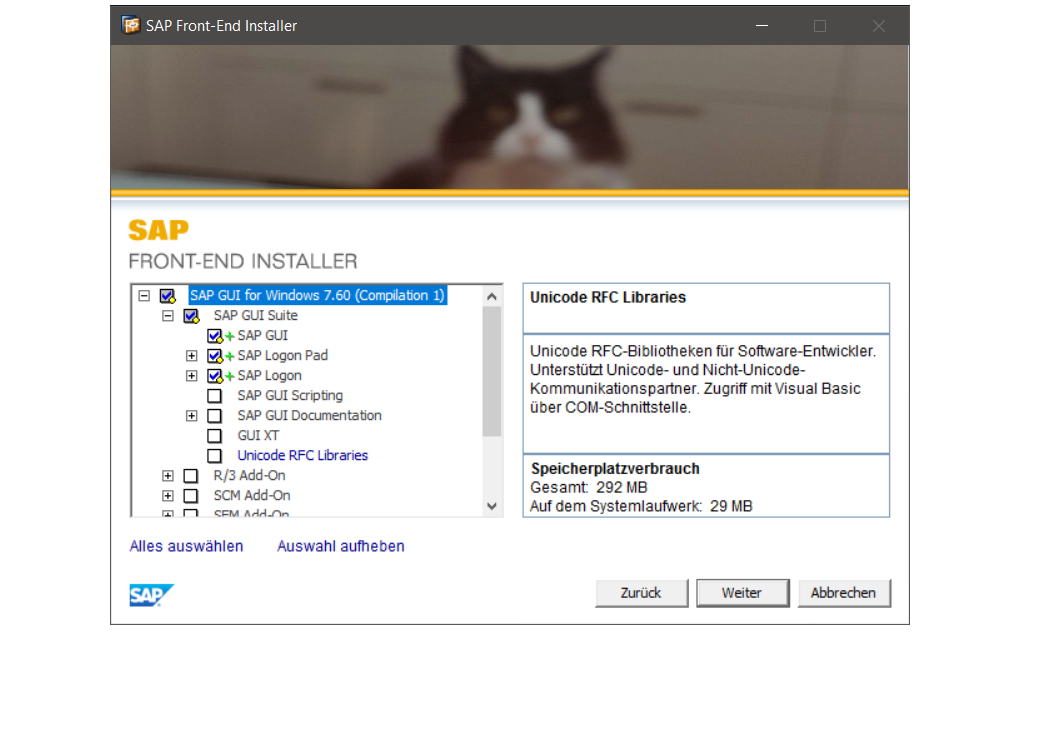 SAP Front-End Installer
SAP
FRONT-END INSTALLER
SAP GUI for Windows 7.60 (Compilation 1)
SAP GUI Suite
SAP GUI
SAP Logon Pad
SAP Logon
SAP GUI Scripting
SAP GUI Documentation
GUI XT
Unicode RFC Libraries
R/3 Add-On
SCM Add-On
SEM Add-On
Unicode RFC Libraries
Unicode RFC-Bibliotheken für Software-Entwickler.
Unterstützt Unicode- und Nicht-Unicode-
Kommunikationspartner. Zugriff mit Visual Basic
über COM-Schnittstelle.
Speicherplatzverbrauch
Gesamt: 292 MB
Auf dem Systemlaufwerk: 29 MB
Alles auswählen Auswahl aufheben
SAP
Zurück Weiter Abbrechen